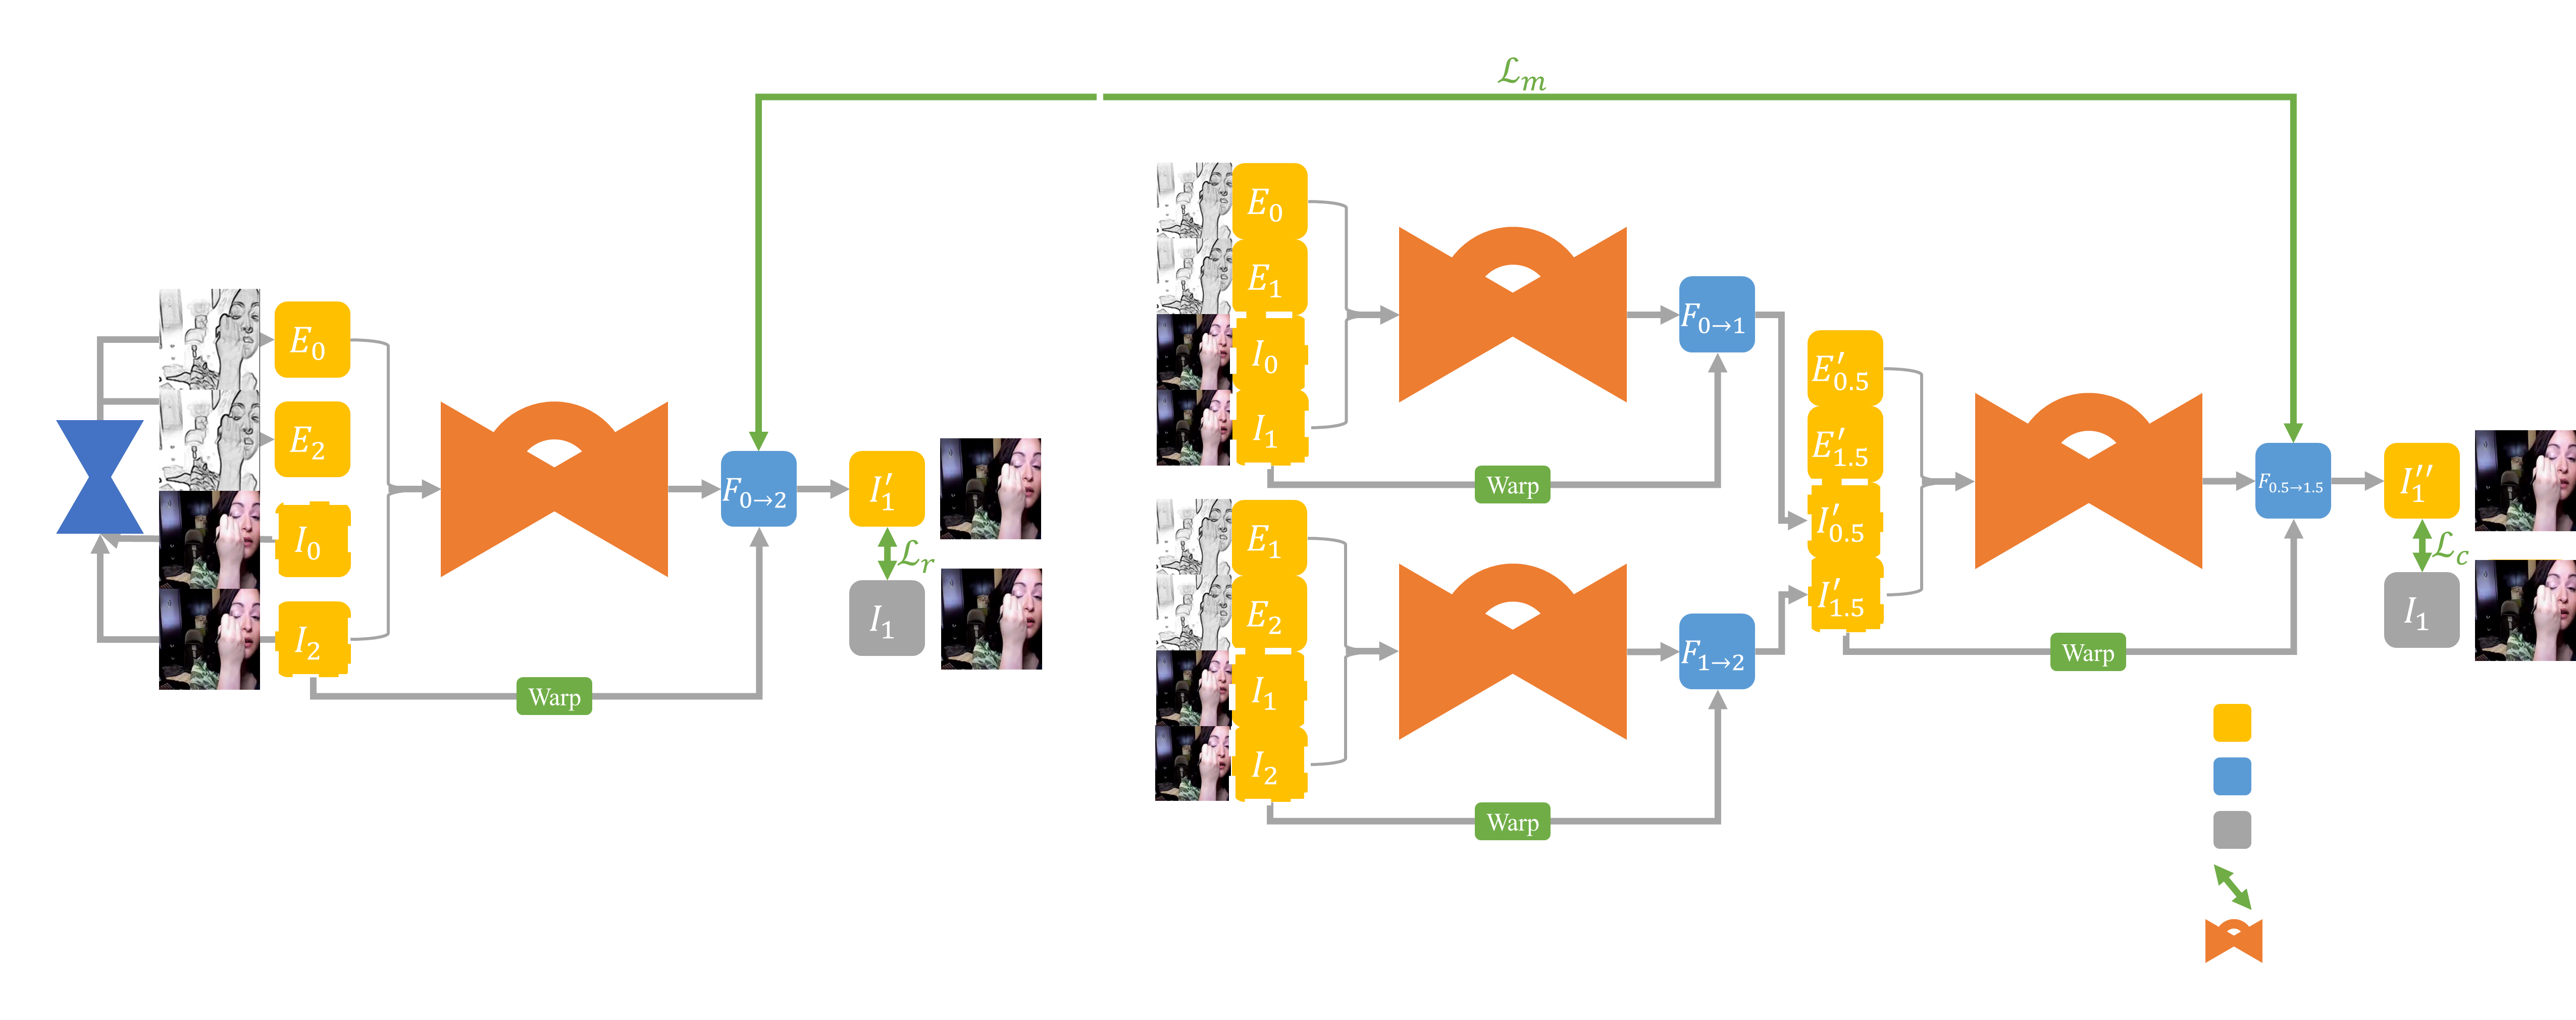 ℒm
E0
E2
I0
I2
F0→2
I′1
ℒr
I1
Warp
E0
E1
I0
I1
F0→1
Warp
E1
E2
I1
I2
F1→2
Warp
E′0.5
E′1.5
I′0.5
I′1.5
F0.5→1.5
I′′1
ℒc
I1
Warp